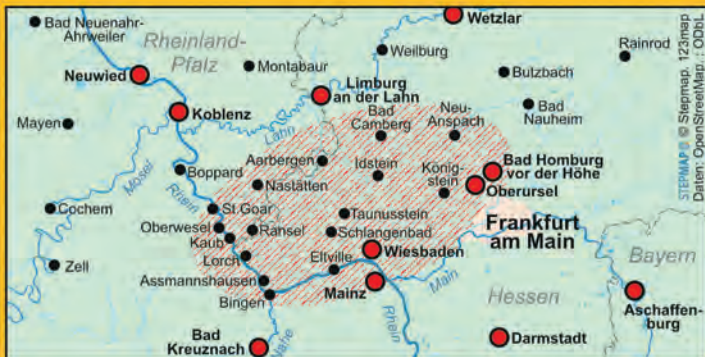 Bad Neuenahr-
Ahrweiler
Rheinland-
Pfalz
Wetzlar
Weilburg
Rainrod
Neuwied
Montabaur
Butzbach
Limburg
an der Lahn
Koblenz
Bad
Nauheim
Mayen
Lahn
Bad
Camberg
Neu-
Anspach
Mosel
Boppard
Aarbergen
Idstein
König-
stein
Bad Homburg
vor der Höhe
Rhein
Nastätten
Oberursel
Cochem
St.Goar
Taunusstein
Frankfurt
am Main
Oberwesel
Ransel
Schlangenbad
Kaub
Wiesbaden
Bayern
Zell
Lorch
Eltville
Main
Assmannshausen
Mainz
Hessen
Bingen
Aschaffen-
burg
Rhein
Bad
Kreuznach
Nahe
Darmstadt
STEPMAP © Stepmap, 123map
Daten: OpenStreetMap, : ODbL